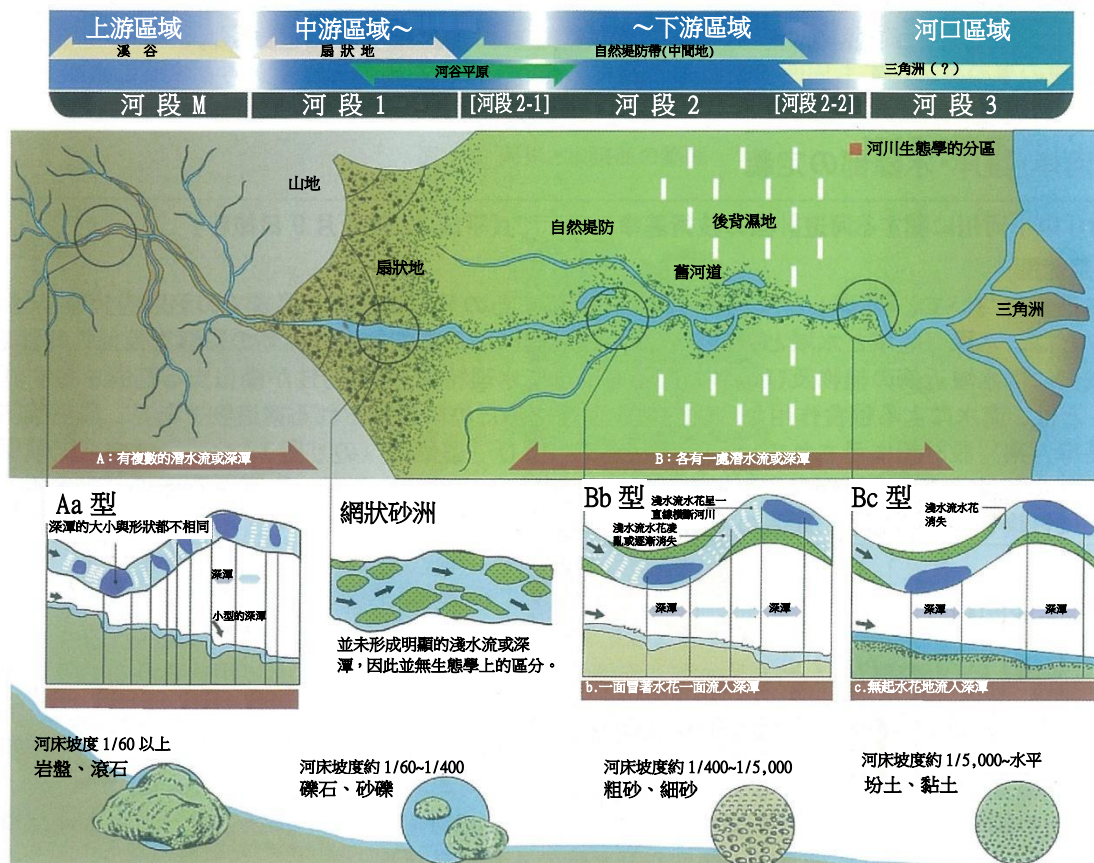 上游區域
中游區域～
～下游區域
河口區域
溪 谷
扇 狀 地
自然堤防帶(中間地)
河谷平原
三角洲(?)
河 段 M
河 段 1
[河段2-1]
河 段 2
[河段2-2]
河 段 3
■ 河川生態學的分區
山地
扇狀地
自然堤防
後背濕地
舊河道
三角洲
A：有複數的潛水流或深潭
B：各有一處潛水流或深潭
Aa 型
深潭的大小與形狀都不相同
深潭
小型的深潭
網狀砂洲
並未形成明顯的淺水流或深
潭，因此並無生態學上的區分。
Bb 型
淺水流水花呈一
直線橫斷河川
淺水流水花凌
亂或逐漸消失
深潭
深潭
b.一面冒著水花一面流入深潭
Bc 型
淺水流水花
消失
深潭
深潭
c.無起水花地流入深潭
河床坡度 1/60 以上
岩盤、滾石
河床坡度約 1/60~1/400
礫石、砂礫
河床坡度約 1/400~1/5,000
粗砂、細砂
河床坡度約 1/5,000~水平
坋土、黏土